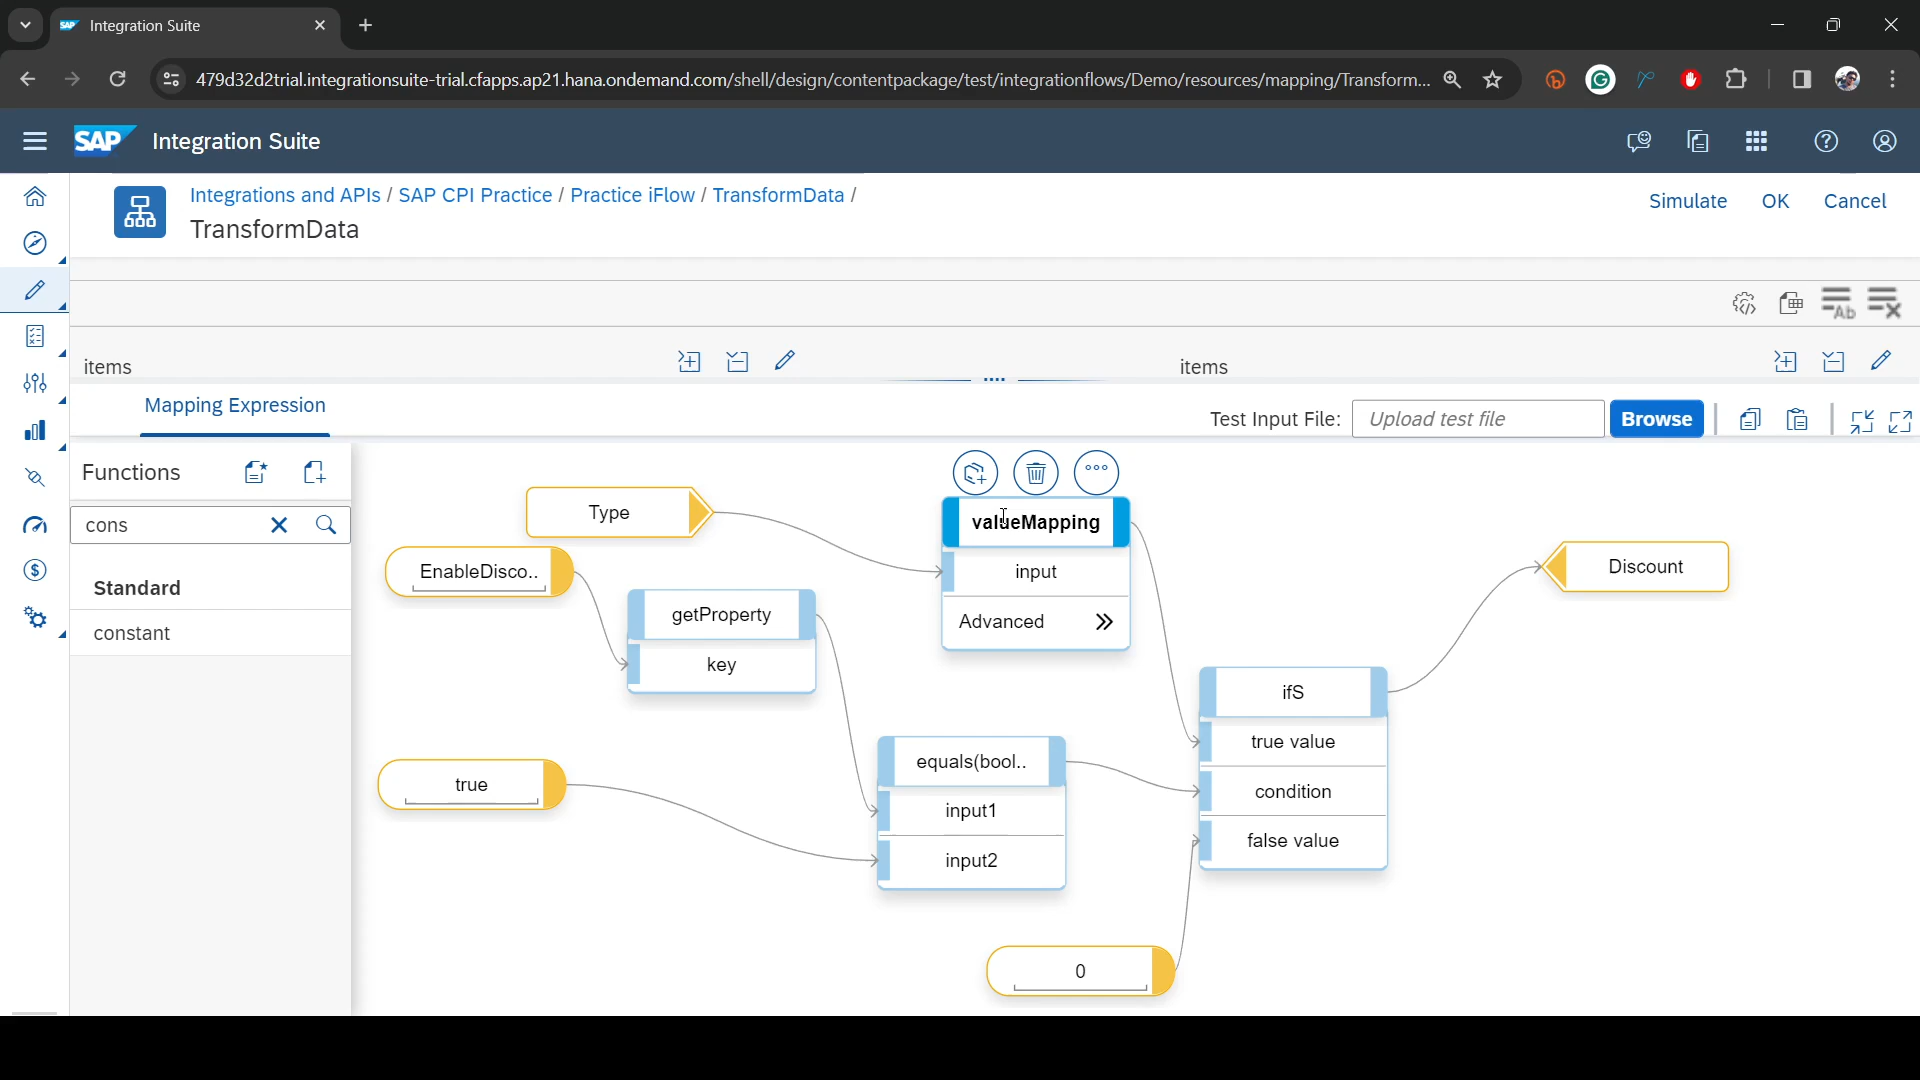 Integration Suite
479d32d2trial.integrationsuite-trial.cfapps.ap21.hana.ondemand.com/shell/design/contentpackage/test/integrationflows/Demo/resources/mapping/Transform...
SAP Integration Suite
Integrations and APIs / SAP CPI Practice / Practice iFlow / TransformData /
TransformData
Simulate OK Cancel
Ab
items
items
Mapping Expression
Test Input File: Upload test file Browse
Functions
cons
Standard
constant
Type
EnableDisco..
getProperty
key
true
valueMapping
input
Advanced
equals(bool..
input1
input2
ifS
true value
condition
false value
0
Discount